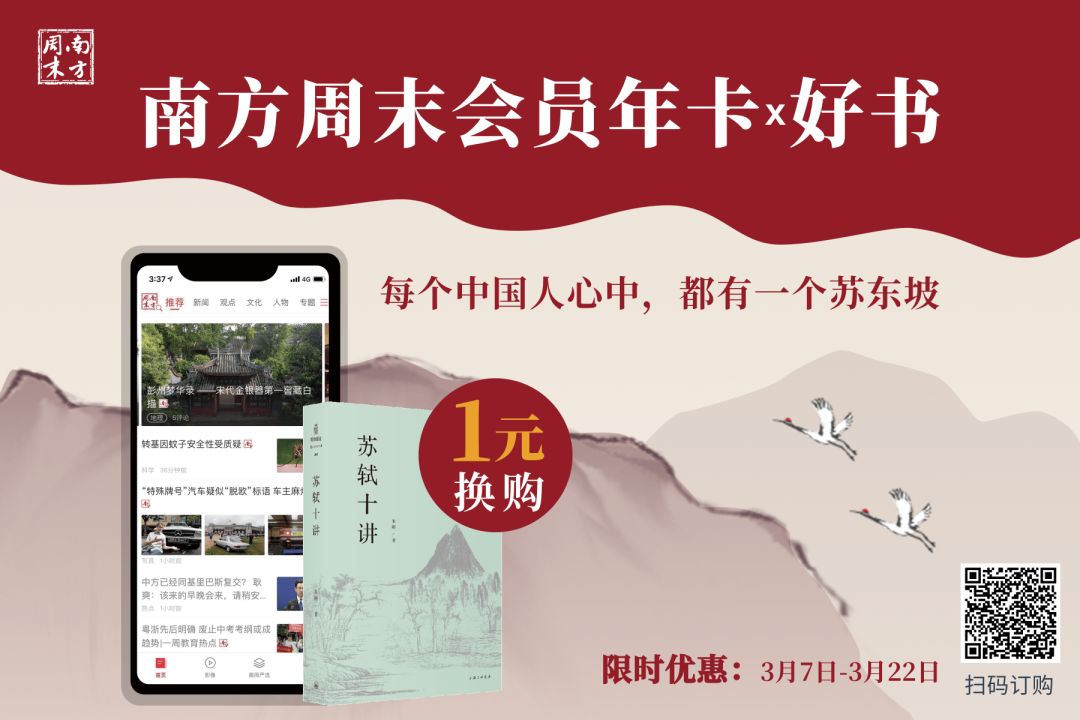 南方周末
南方周末会员年卡×好书
每个中国人心中，都有一个苏东坡
3:37
4G
南方周末
推荐 新闻 观点 文化 人物 专题
彭州梦华录——宋代金银器第一窖藏白
描
地理 5评论
转基因蚊子安全性受质疑
科学 36分钟前
“特殊牌号”汽车疑似“脱欧”标语 车主麻
写真 1小时前
中方已经同基里巴斯复交？ 耿
爽：该来的早晚会来，请稍安...
热点 1小时前
粤浙先后明确 废止中考考纲或成
趋势|一周教育热点
首页 影像 南周严选
苏轼十讲
苏轼十讲
朱刚 著
1元
换购
限时优惠：3月7日-3月22日
扫码订购